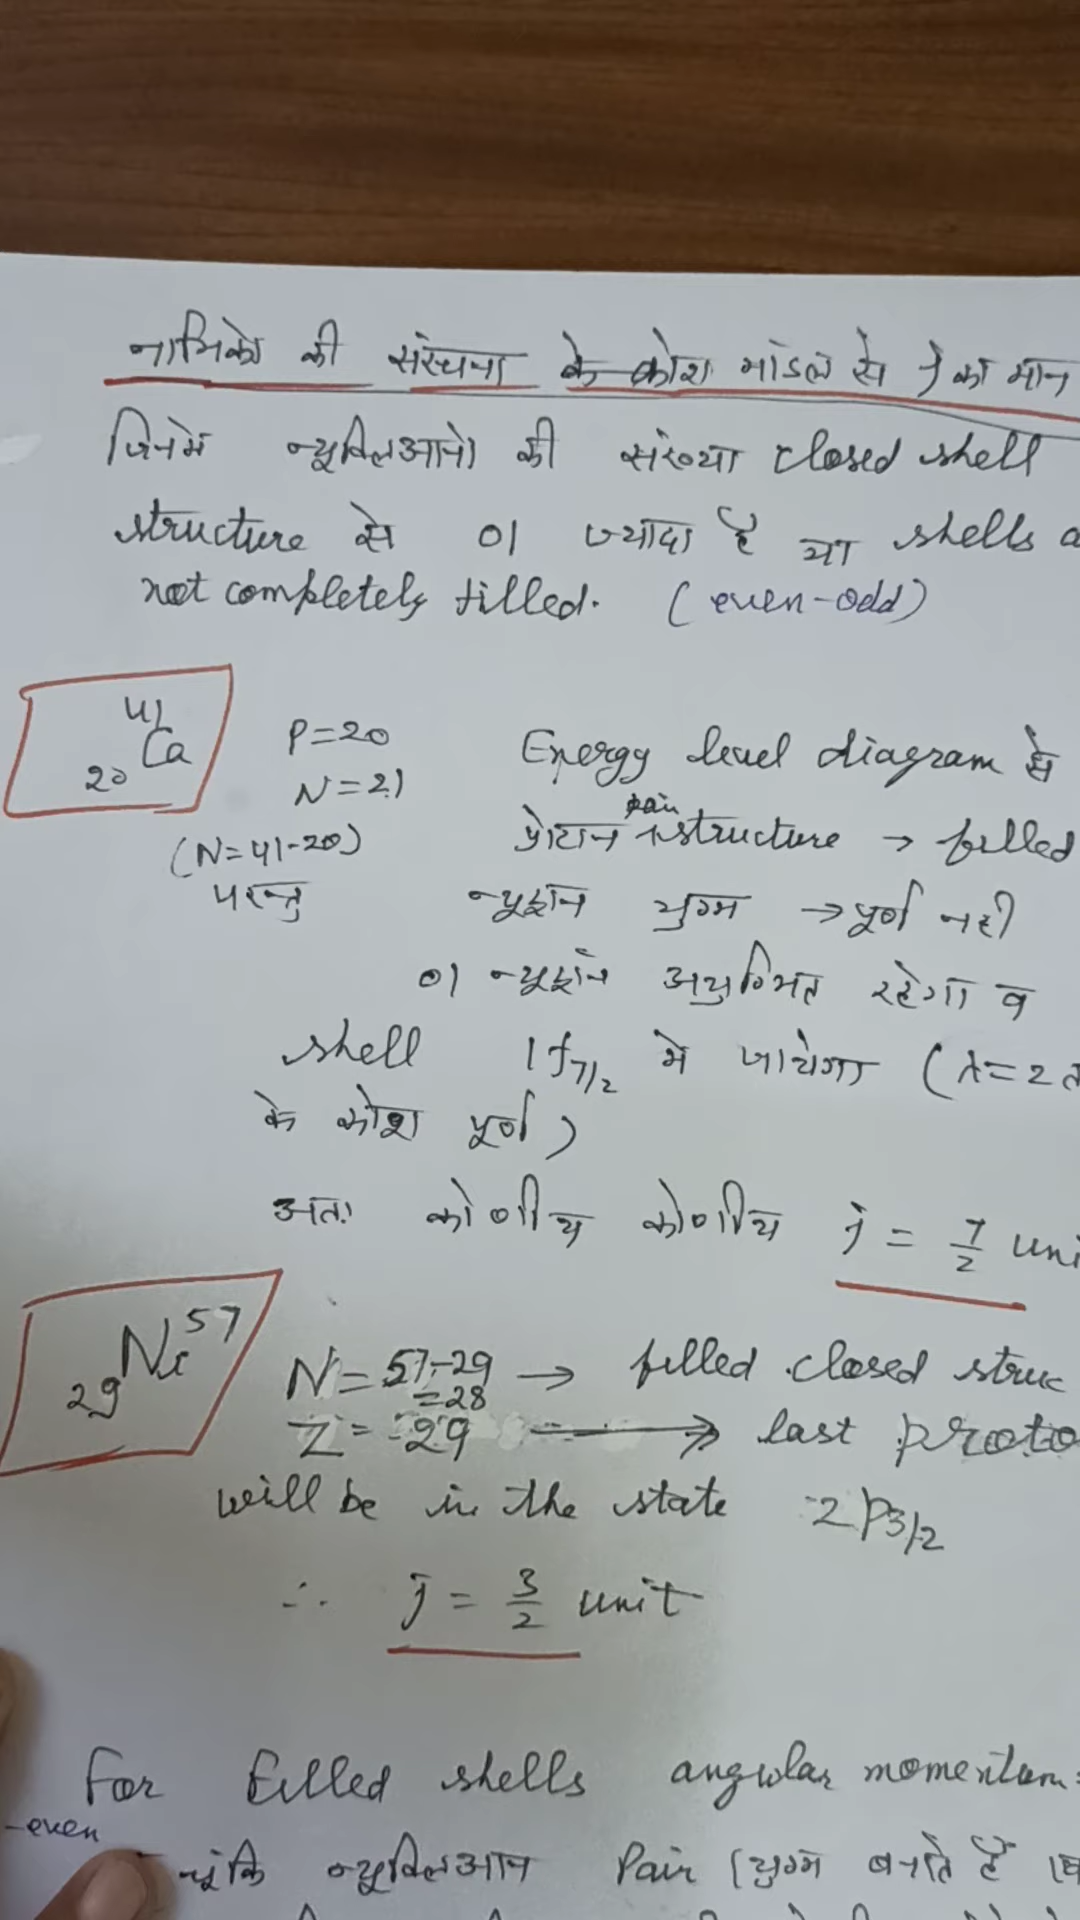 नाभिको की संरचना के कोश मॉडल से j का मान
जिनमें न्यूक्लिआनो की संख्या closed shell
structure से 01 ज्यादा है या shells a
not completely filled. (even-odd)
41
20 Ca P=20 Energy level diagram से
N=21 pair
(N=41-20) प्रोटान structure → filled
परन्तु न्यूट्रान युग्म → पूर्ण नही
01 न्यूट्रान अयुग्मित रहेगा व
shell 1f7/2 मे जायेगा (λ=2 त
के कोश पूर्ण)
अतः कोणीय कोणीय j = 7/2 uni
29Ni57 N=57-29 → filled closed struc
=28
Z=29 → last proto
will be in the state 2p3/2
∴ j = 3/2 unit
For filled shells angular momentum=
-even
चूंकि न्यूक्लिआन Pair (युग्म बनाते हैं